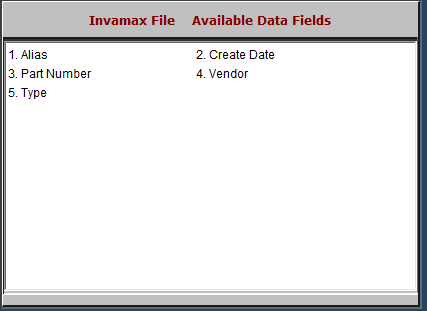 Invamax File    Available Data Fields
1. Alias    2. Create Date
3. Part Number    4. Vendor
5. Type